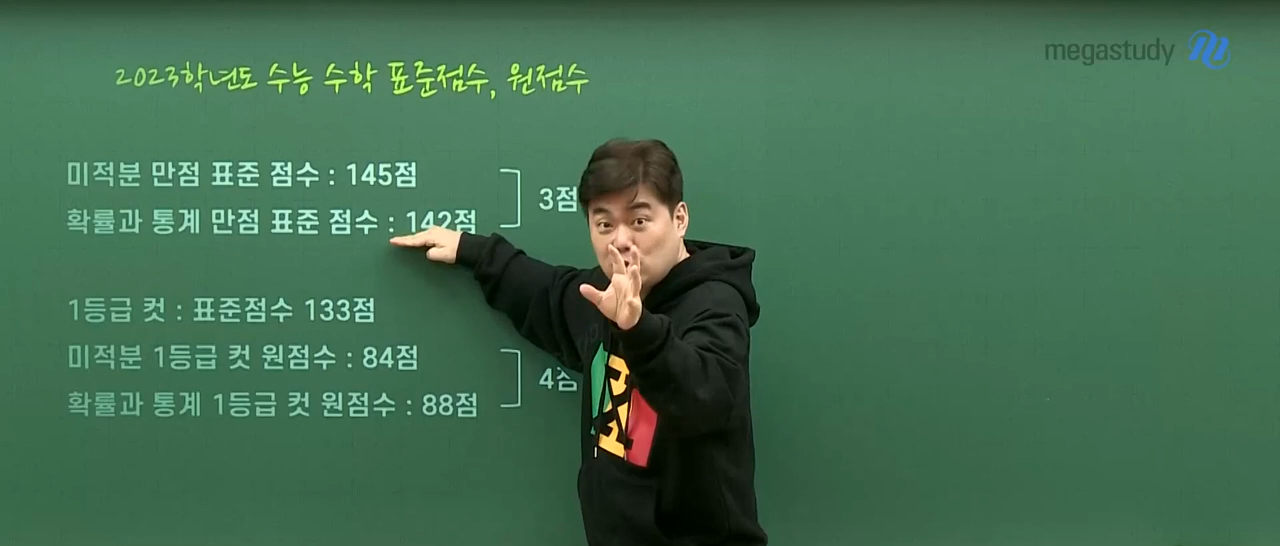 megastudy
2023학년도 수능 수학 표준점수, 원점수
미적분 만점 표준 점수 : 145점
확률과 통계 만점 표준 점수 : 142점
3점
1등급 컷 : 표준점수 133점
미적분 1등급 컷 원점수 : 84점
확률과 통계 1등급 컷 원점수 : 88점
4점